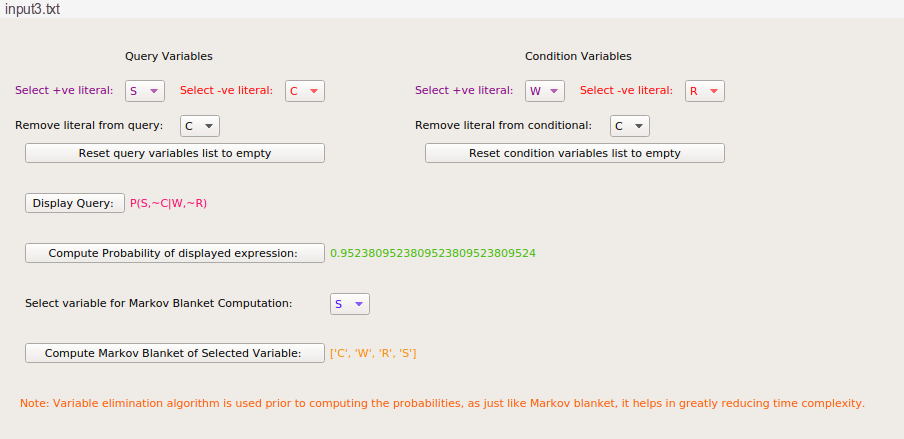 input3.txt
Query Variables Condition Variables
Select +ve literal: S Select -ve literal: C Select +ve literal: W Select -ve literal: R
Remove literal from query: C Remove literal from conditional: C
Reset query variables list to empty Reset condition variables list to empty
Display Query: P(S,~C|W,~R)
Compute Probability of displayed expression: 0.9523809523809523809523809524
Select variable for Markov Blanket Computation: S
Compute Markov Blanket of Selected Variable: ['C', 'W', 'R', 'S']
Note: Variable elimination algorithm is used prior to computing the probabilities, as just like Markov blanket, it helps in greatly reducing time complexity.